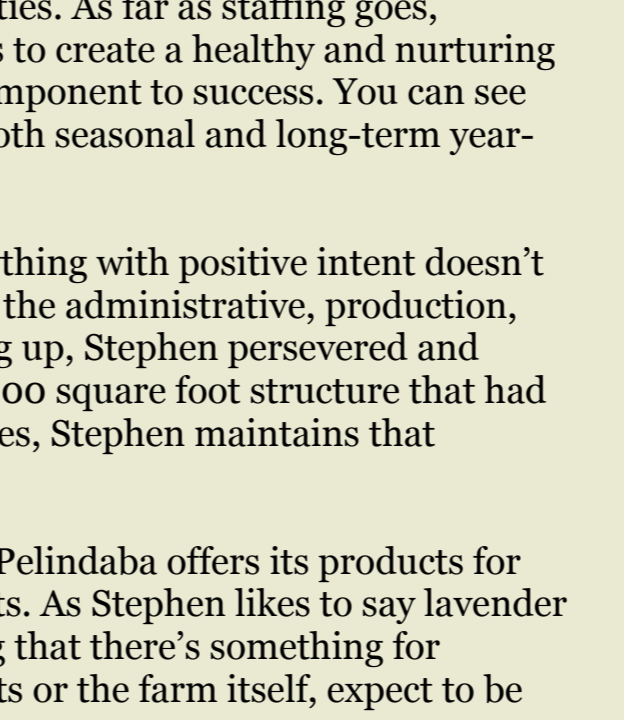 ties. As far as staffing goes,
s to create a healthy and nurturing
mponent to success. You can see
oth seasonal and long-term year-
thing with positive intent doesn’t
the administrative, production,
g up, Stephen persevered and
00 square foot structure that had
es, Stephen maintains that
Pelindaba offers its products for
ts. As Stephen likes to say lavender
g that there’s something for
ts or the farm itself, expect to be